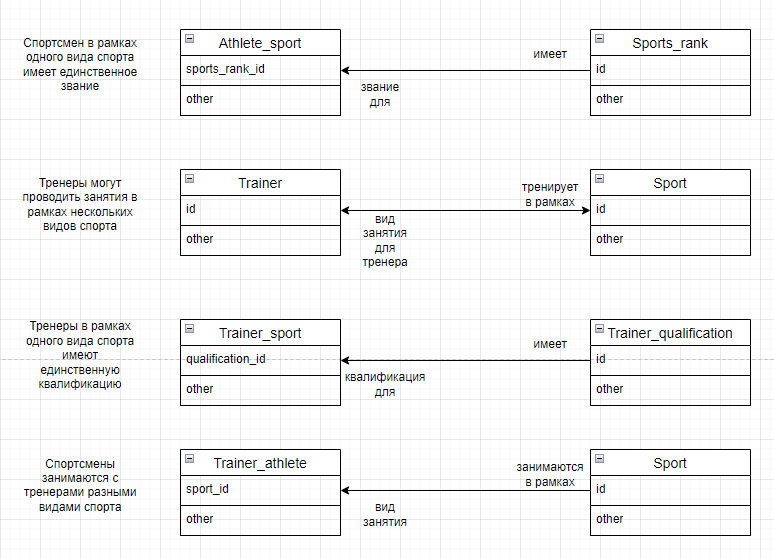 Спортсмен в рамках
одного вида спорта
имеет единственное
звание
Athlete_sport
sports_rank_id
other
имеет
звание
для
Sports_rank
id
other
Тренеры могут
проводить занятия в
рамках нескольких
видов спорта
Trainer
id
other
тренирует
в рамках
вид
занятия
для
тренера
Sport
id
other
Тренеры в рамках
одного вида спорта
имеют
единственную
квалификацию
Trainer_sport
qualification_id
other
имеет
квалификация
для
Trainer_qualification
id
other
Спортсмены
занимаются с
тренерами разными
видами спорта
Trainer_athlete
sport_id
other
занимаются
в рамках
вид
занятия
Sport
id
other